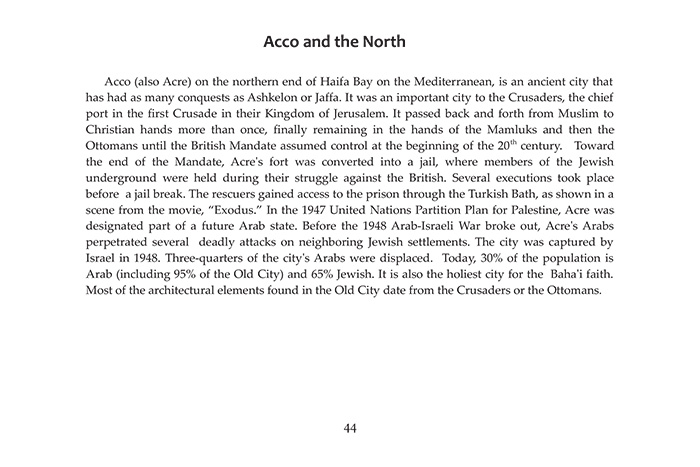 Acco and the North
Acco (also Acre) on the northern end of Haifa Bay on the Mediterranean, is an ancient city that
has had as many conquests as Ashkelon or Jaffa. It was an important city to the Crusaders, the chief
port in the first Crusade in their Kingdom of Jerusalem. It passed back and forth from Muslim to
Christian hands more than once, finally remaining in the hands of the Mamluks and then the
Ottomans until the British Mandate assumed control at the beginning of the 20th century. Toward
the end of the Mandate, Acre's fort was converted into a jail, where members of the Jewish
underground were held during their struggle against the British. Several executions took place
before a jail break. The rescuers gained access to the prison through the Turkish Bath, as shown in a
scene from the movie, “Exodus.” In the 1947 United Nations Partition Plan for Palestine, Acre was
designated part of a future Arab state. Before the 1948 Arab-Israeli War broke out, Acre's Arabs
perpetrated several deadly attacks on neighboring Jewish settlements. The city was captured by
Israel in 1948. Three-quarters of the city's Arabs were displaced. Today, 30% of the population is
Arab (including 95% of the Old City) and 65% Jewish. It is also the holiest city for the Baha'i faith.
Most of the architectural elements found in the Old City date from the Crusaders or the Ottomans.
44